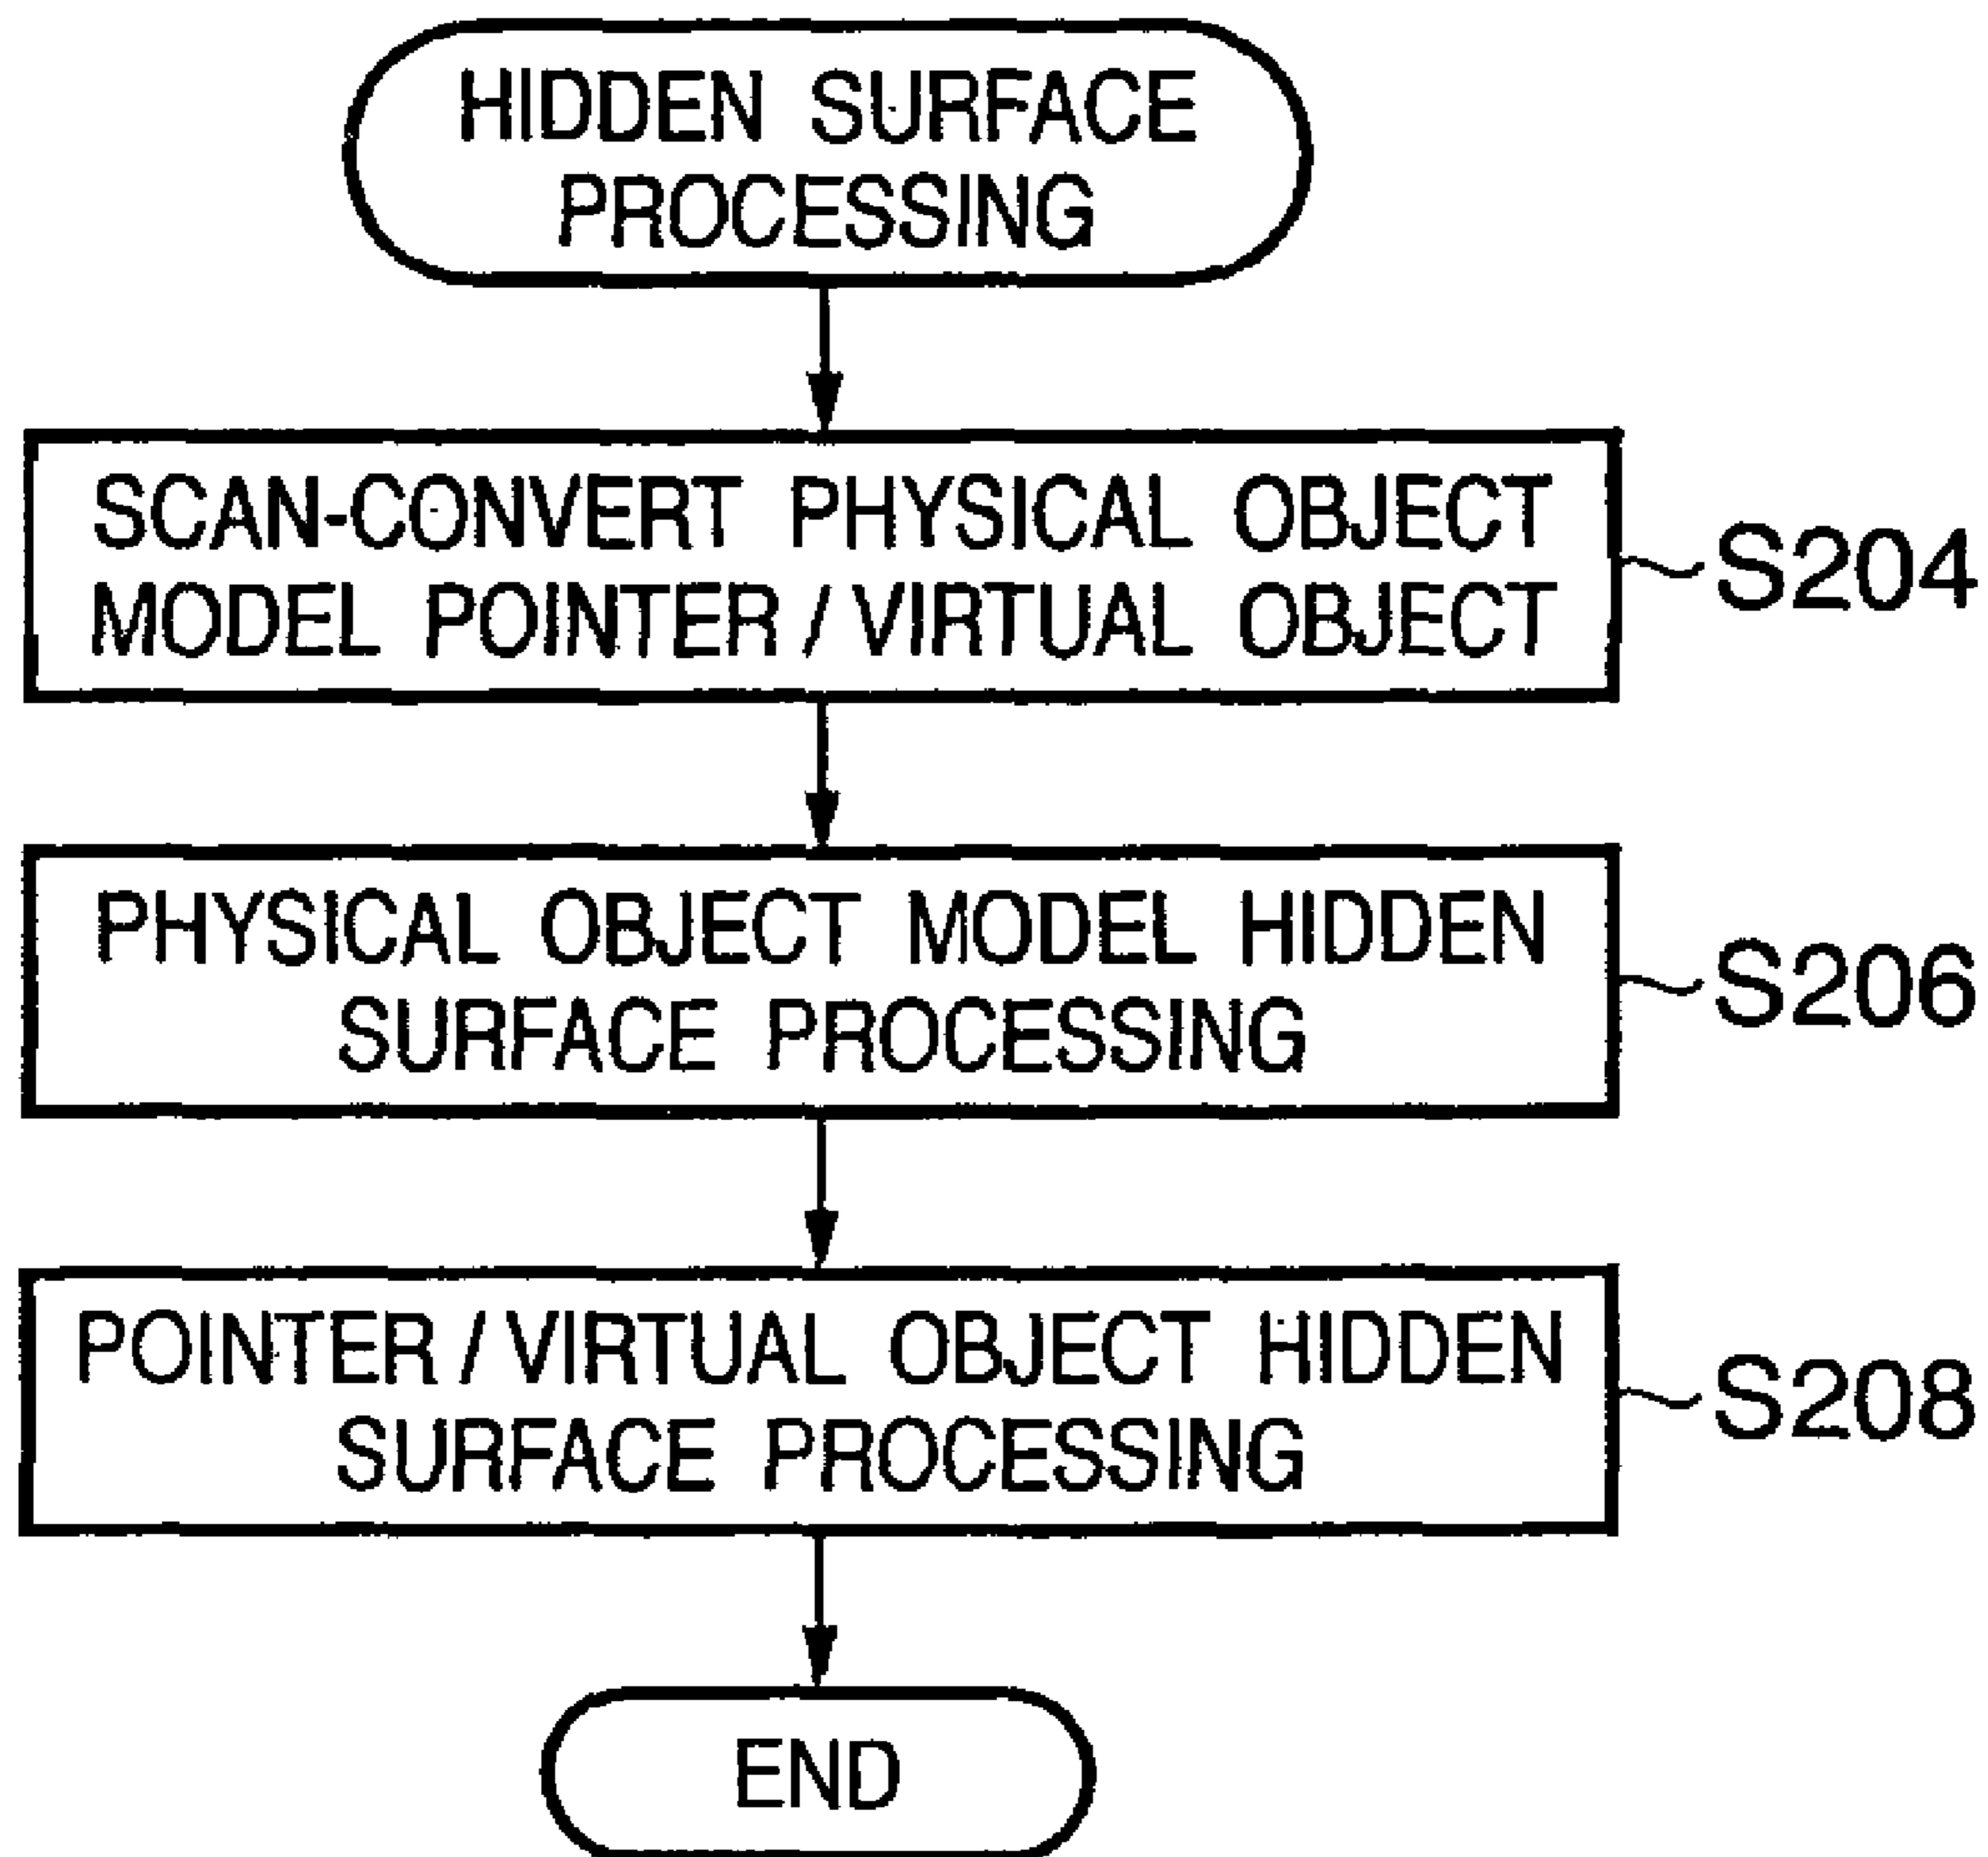 HIDDEN SURFACE
PROCESSING
SCAN-CONVERT PHYSICAL OBJECT
MODEL POINTER / VIRTUAL OBJECT
S204
PHYSICAL OBJECT MODEL HIDDEN
SURFACE PROCESSING
S206
POINTER / VIRTUAL OBJECT HIDDEN
SURFACE PROCESSING
S208
END